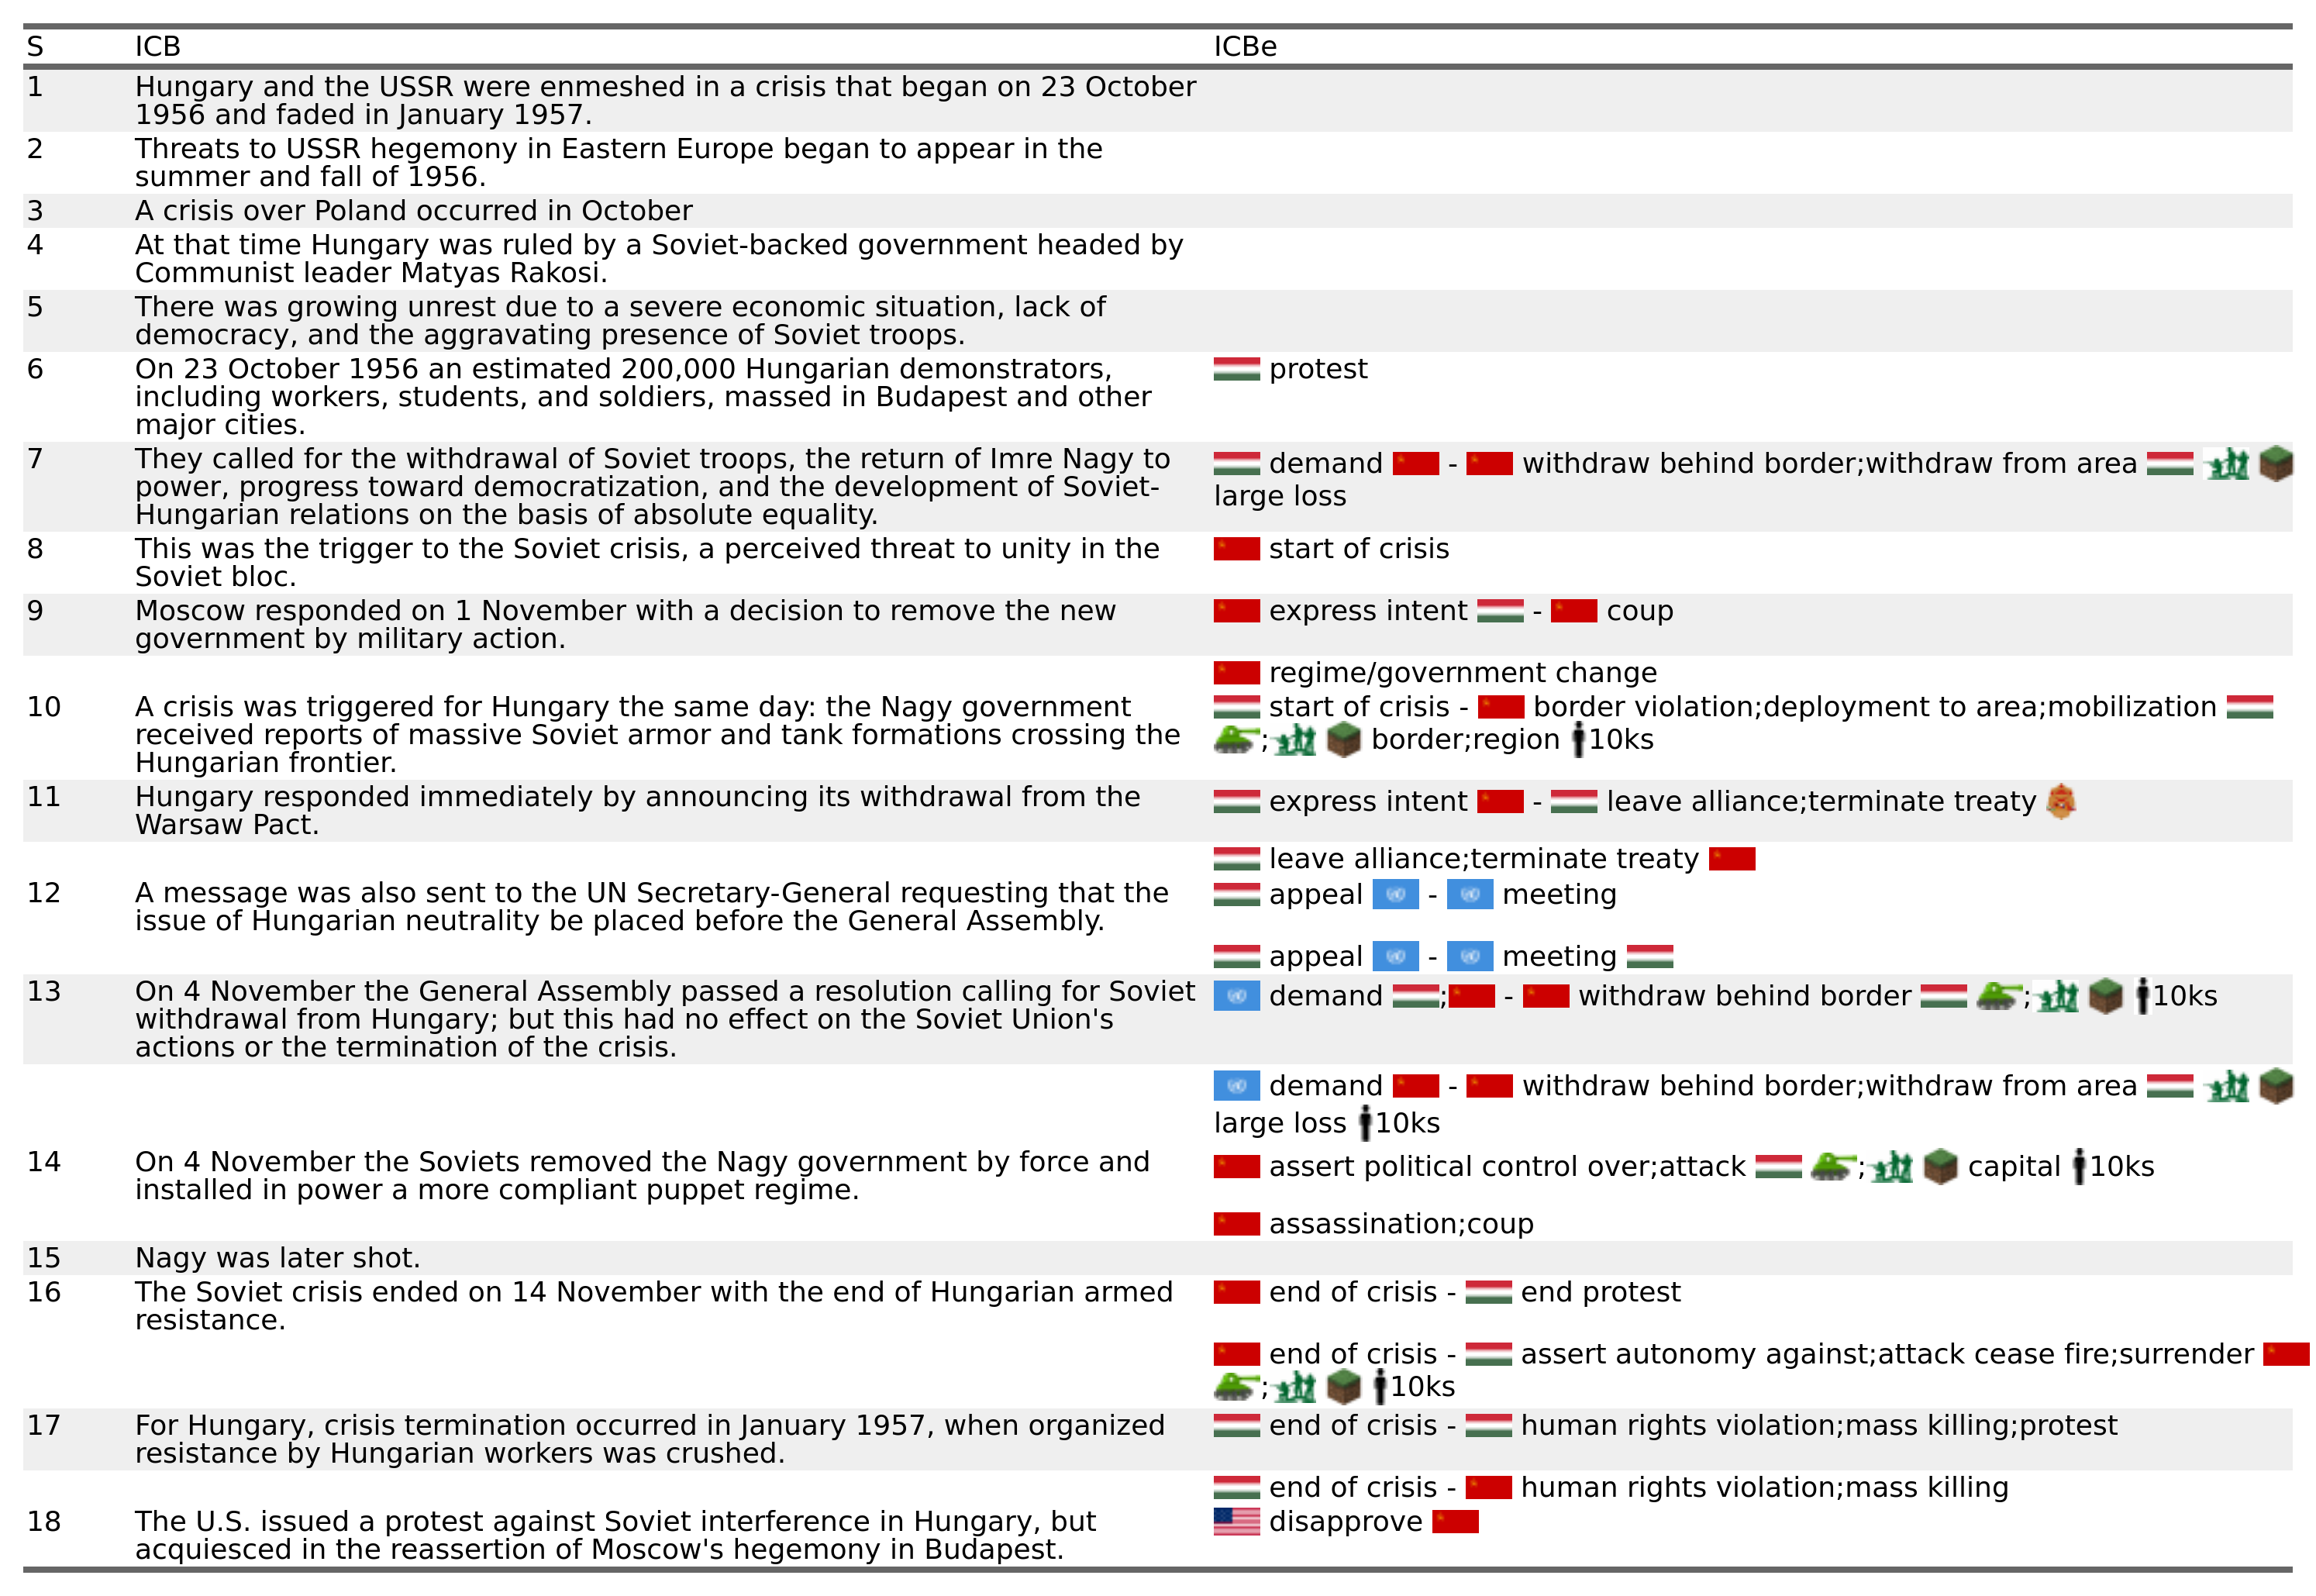 S ICB ICBe
1 Hungary and the USSR were enmeshed in a crisis that began on 23 October
1956 and faded in January 1957.
2 Threats to USSR hegemony in Eastern Europe began to appear in the
summer and fall of 1956.
3 A crisis over Poland occurred in October
4 At that time Hungary was ruled by a Soviet-backed government headed by
Communist leader Matyas Rakosi.
5 There was growing unrest due to a severe economic situation, lack of
democracy, and the aggravating presence of Soviet troops.
6 On 23 October 1956 an estimated 200,000 Hungarian demonstrators,
including workers, students, and soldiers, massed in Budapest and other
major cities.
protest
7 They called for the withdrawal of Soviet troops, the return of Imre Nagy to
power, progress toward democratization, and the development of Soviet-
Hungarian relations on the basis of absolute equality.
demand - withdraw behind border;withdraw from area
large loss
8 This was the trigger to the Soviet crisis, a perceived threat to unity in the
Soviet bloc.
start of crisis
9 Moscow responded on 1 November with a decision to remove the new
government by military action.
express intent - coup
regime/government change
10 A crisis was triggered for Hungary the same day: the Nagy government
received reports of massive Soviet armor and tank formations crossing the
Hungarian frontier.
start of crisis - border violation;deployment to area;mobilization
; border;region 10ks
11 Hungary responded immediately by announcing its withdrawal from the
Warsaw Pact.
express intent - leave alliance;terminate treaty
leave alliance;terminate treaty
12 A message was also sent to the UN Secretary-General requesting that the
issue of Hungarian neutrality be placed before the General Assembly.
appeal - meeting
appeal - meeting
13 On 4 November the General Assembly passed a resolution calling for Soviet
withdrawal from Hungary; but this had no effect on the Soviet Union's
actions or the termination of the crisis.
demand ; - withdraw behind border ; 10ks
demand - withdraw behind border;withdraw from area
large loss 10ks
14 On 4 November the Soviets removed the Nagy government by force and
installed in power a more compliant puppet regime.
assert political control over;attack ; capital 10ks
assassination;coup
15 Nagy was later shot.
16 The Soviet crisis ended on 14 November with the end of Hungarian armed
resistance.
end of crisis - end protest
end of crisis - assert autonomy against;attack cease fire;surrender
; 10ks
17 For Hungary, crisis termination occurred in January 1957, when organized
resistance by Hungarian workers was crushed.
end of crisis - human rights violation;mass killing;protest
end of crisis - human rights violation;mass killing
18 The U.S. issued a protest against Soviet interference in Hungary, but
acquiesced in the reassertion of Moscow's hegemony in Budapest.
disapprove